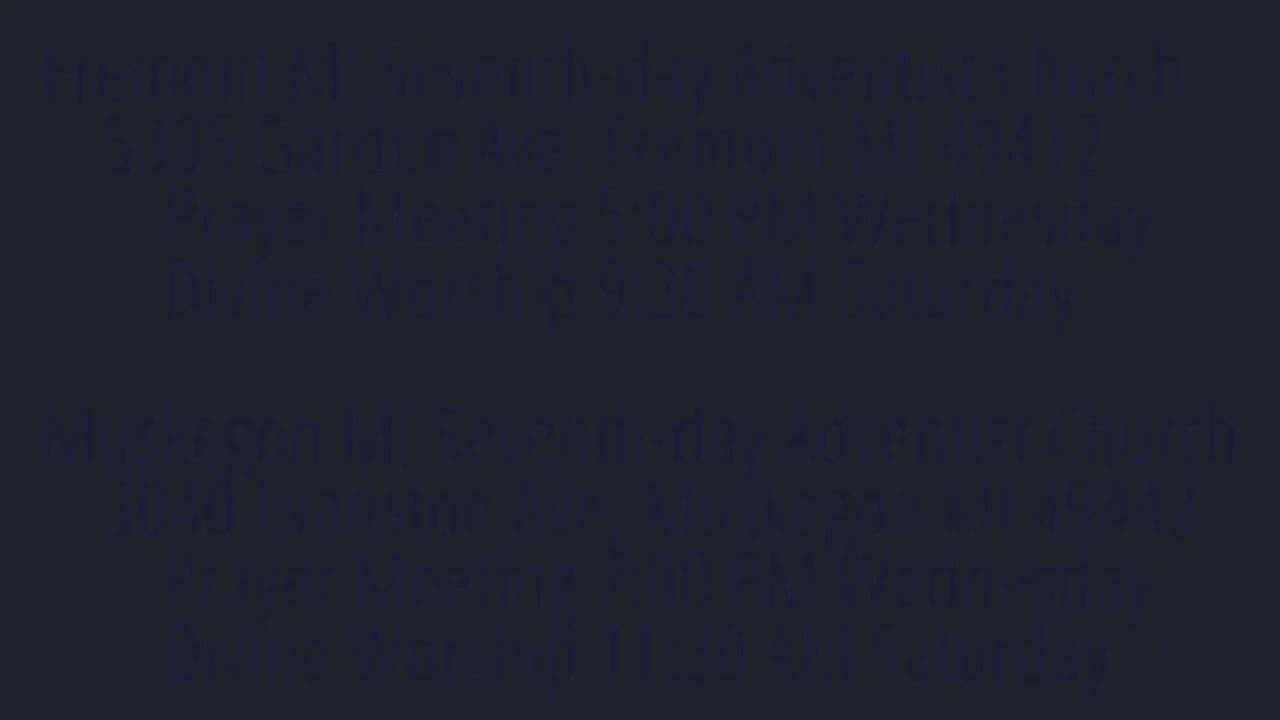 Fremont MI Seventh-day Adventist Church
5335 Garden Ave, Fremont MI 49412
Prayer Meeting 5:00 PM Wednesday
Divine Worship 9:30 AM Saturday
Muskegon MI Seventh-day Adventist Church
3040 Evanston Ave, Muskegon MI 49442
Prayer Meeting 7:00 PM Wednesday
Divine Worship 11:30 AM Saturday